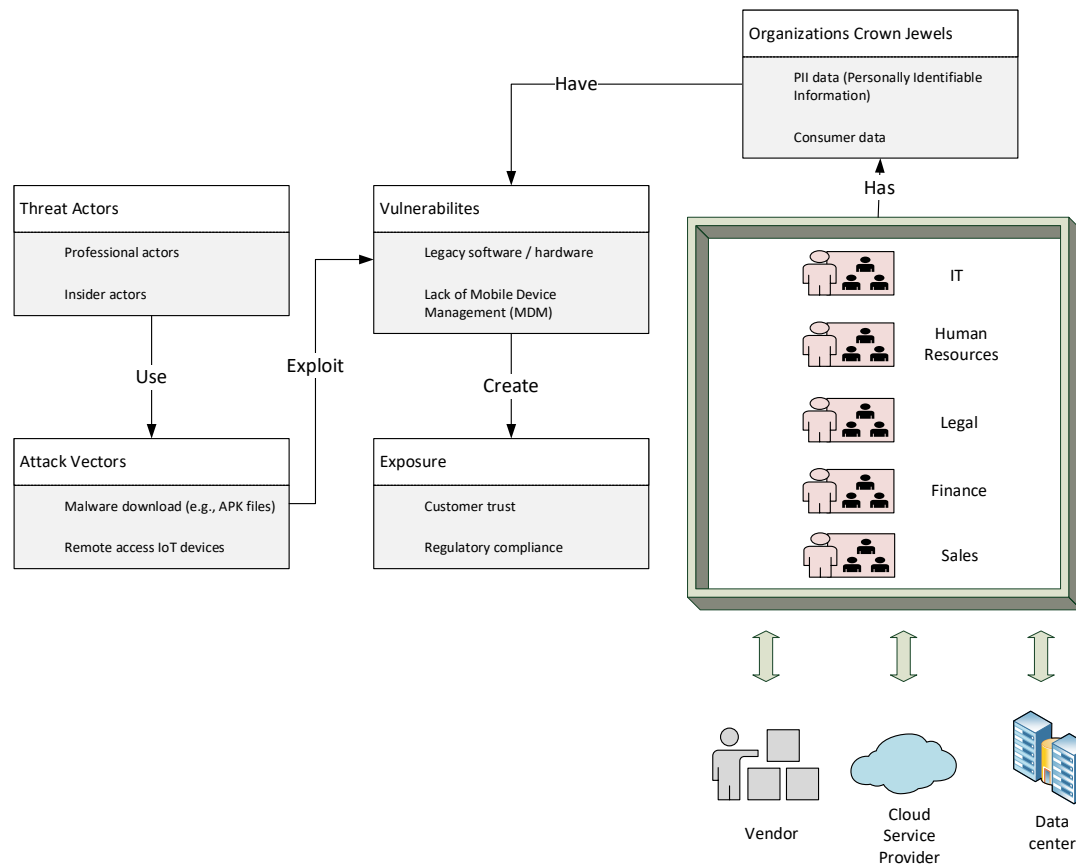 Organizations Crown Jewels
PII data (Personally Identifiable
Information)
Consumer data
Have
Has
Threat Actors
Professional actors
Insider actors
Vulnerabilites
Legacy software / hardware
Lack of Mobile Device
Management (MDM)
Use
Exploit
Create
Attack Vectors
Malware download (e.g., APK files)
Remote access IoT devices
Exposure
Customer trust
Regulatory compliance
IT
Human
Resources
Legal
Finance
Sales
Vendor
Cloud
Service
Provider
Data
center